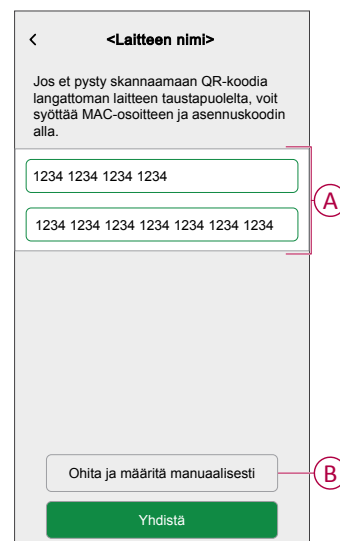 <Laitteen nimi>
Jos et pysty skannaamaan QR-koodia
langattoman laitteen taustapuolelta, voit
syöttää MAC-osoitteen ja asennuskoodin
alla.
1234 1234 1234 1234
1234 1234 1234 1234 1234 1234 1234
A
Ohita ja määritä manuaalisesti
B
Yhdistä